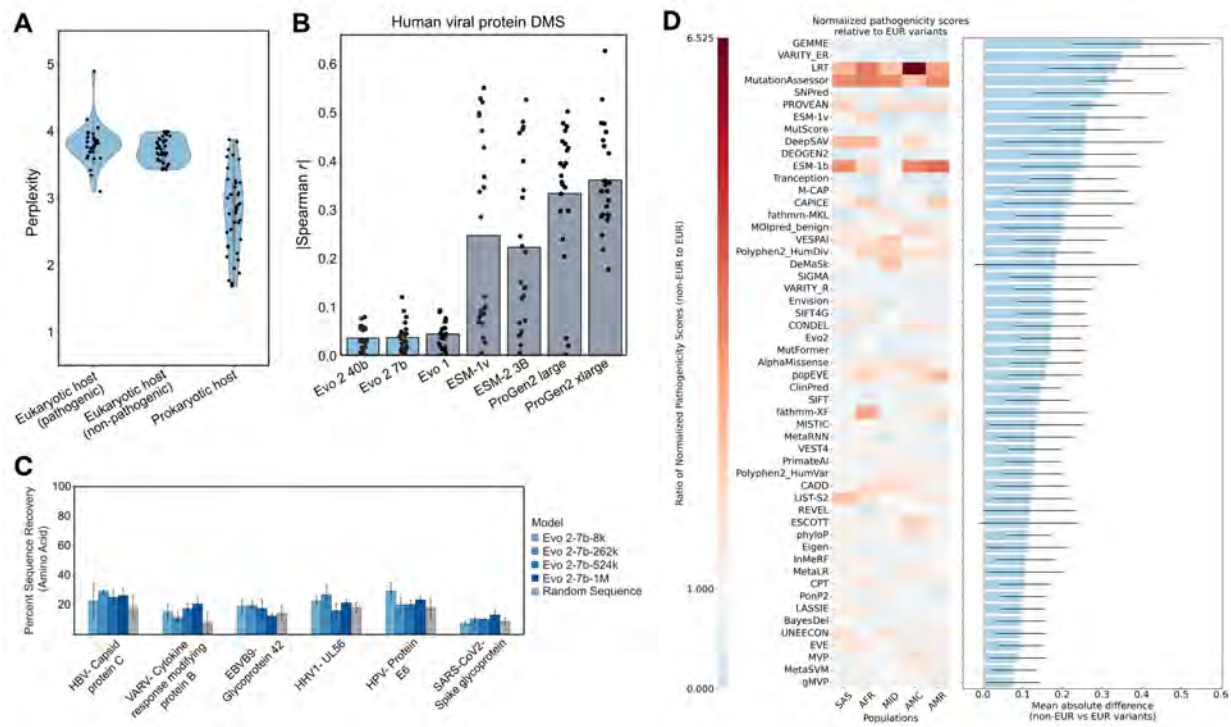 A
5
4
3
2
1
Perplexity
Eukaryotic host
(pathogenic)
Eukaryotic host
(non-pathogenic)
Prokaryotic host
B
Human viral protein DMS
0.6
0.5
0.4
0.3
0.2
0.1
0.0
|Spearman r|
Evo 2 40b
Evo 2 7b
Evo 1
ESM-1v
ESM-2 3B
ProGen2 large
ProGen2 xlarge
C
100
80
60
40
20
Percent Sequence Recovery
(Amino Acid)
HBV- Capsid
protein C
VARV- Cytokine
response modifying
protein B
EBVB9-
Glycoprotein 42
HHV1- UL56
HPV- Protein
E6
SARS-CoV2-
Spike glycoprotein
Model
Evo 2-7b-8k
Evo 2-7b-262k
Evo 2-7b-524k
Evo 2-7b-1M
Random Sequence
D
Normalized pathogenicity scores
relative to EUR variants
6.525
1.000
0.000
Ratio of Normalized Pathogenicity Scores (non-EUR to EUR)
GEMME
VARITY_ER
LRT
MutationAssessor
SNPred
PROVEAN
ESM-1v
MutScore
DeepSAV
DEOGEN2
ESM-1b
Tranception
M-CAP
CAPICE
fathmm-MKL
MOIpred_benign
VESPAl
Polyphen2_HumDiv
DeMaSk
SIGMA
VARITY_R
Envision
SIFT4G
CONDEL
Evo2
MutFormer
AlphaMissense
popEVE
ClinPred
SIFT
fathmm-XF
MISTIC
MetaRNN
VEST4
PrimateAI
Polyphen2_HumVar
CADD
LIST-S2
REVEL
ESCOTT
phyloP
Eigen
InMeRF
MetaLR
CPT
PonP2
LASSIE
BayesDel
UNEECON
EVE
MVP
MetaSVM
gMVP
SAS
AFR
MID
AMC
AMR
Populations
0.0
0.1
0.2
0.3
0.4
0.5
0.6
Mean absolute difference
(non-EUR vs EUR variants)